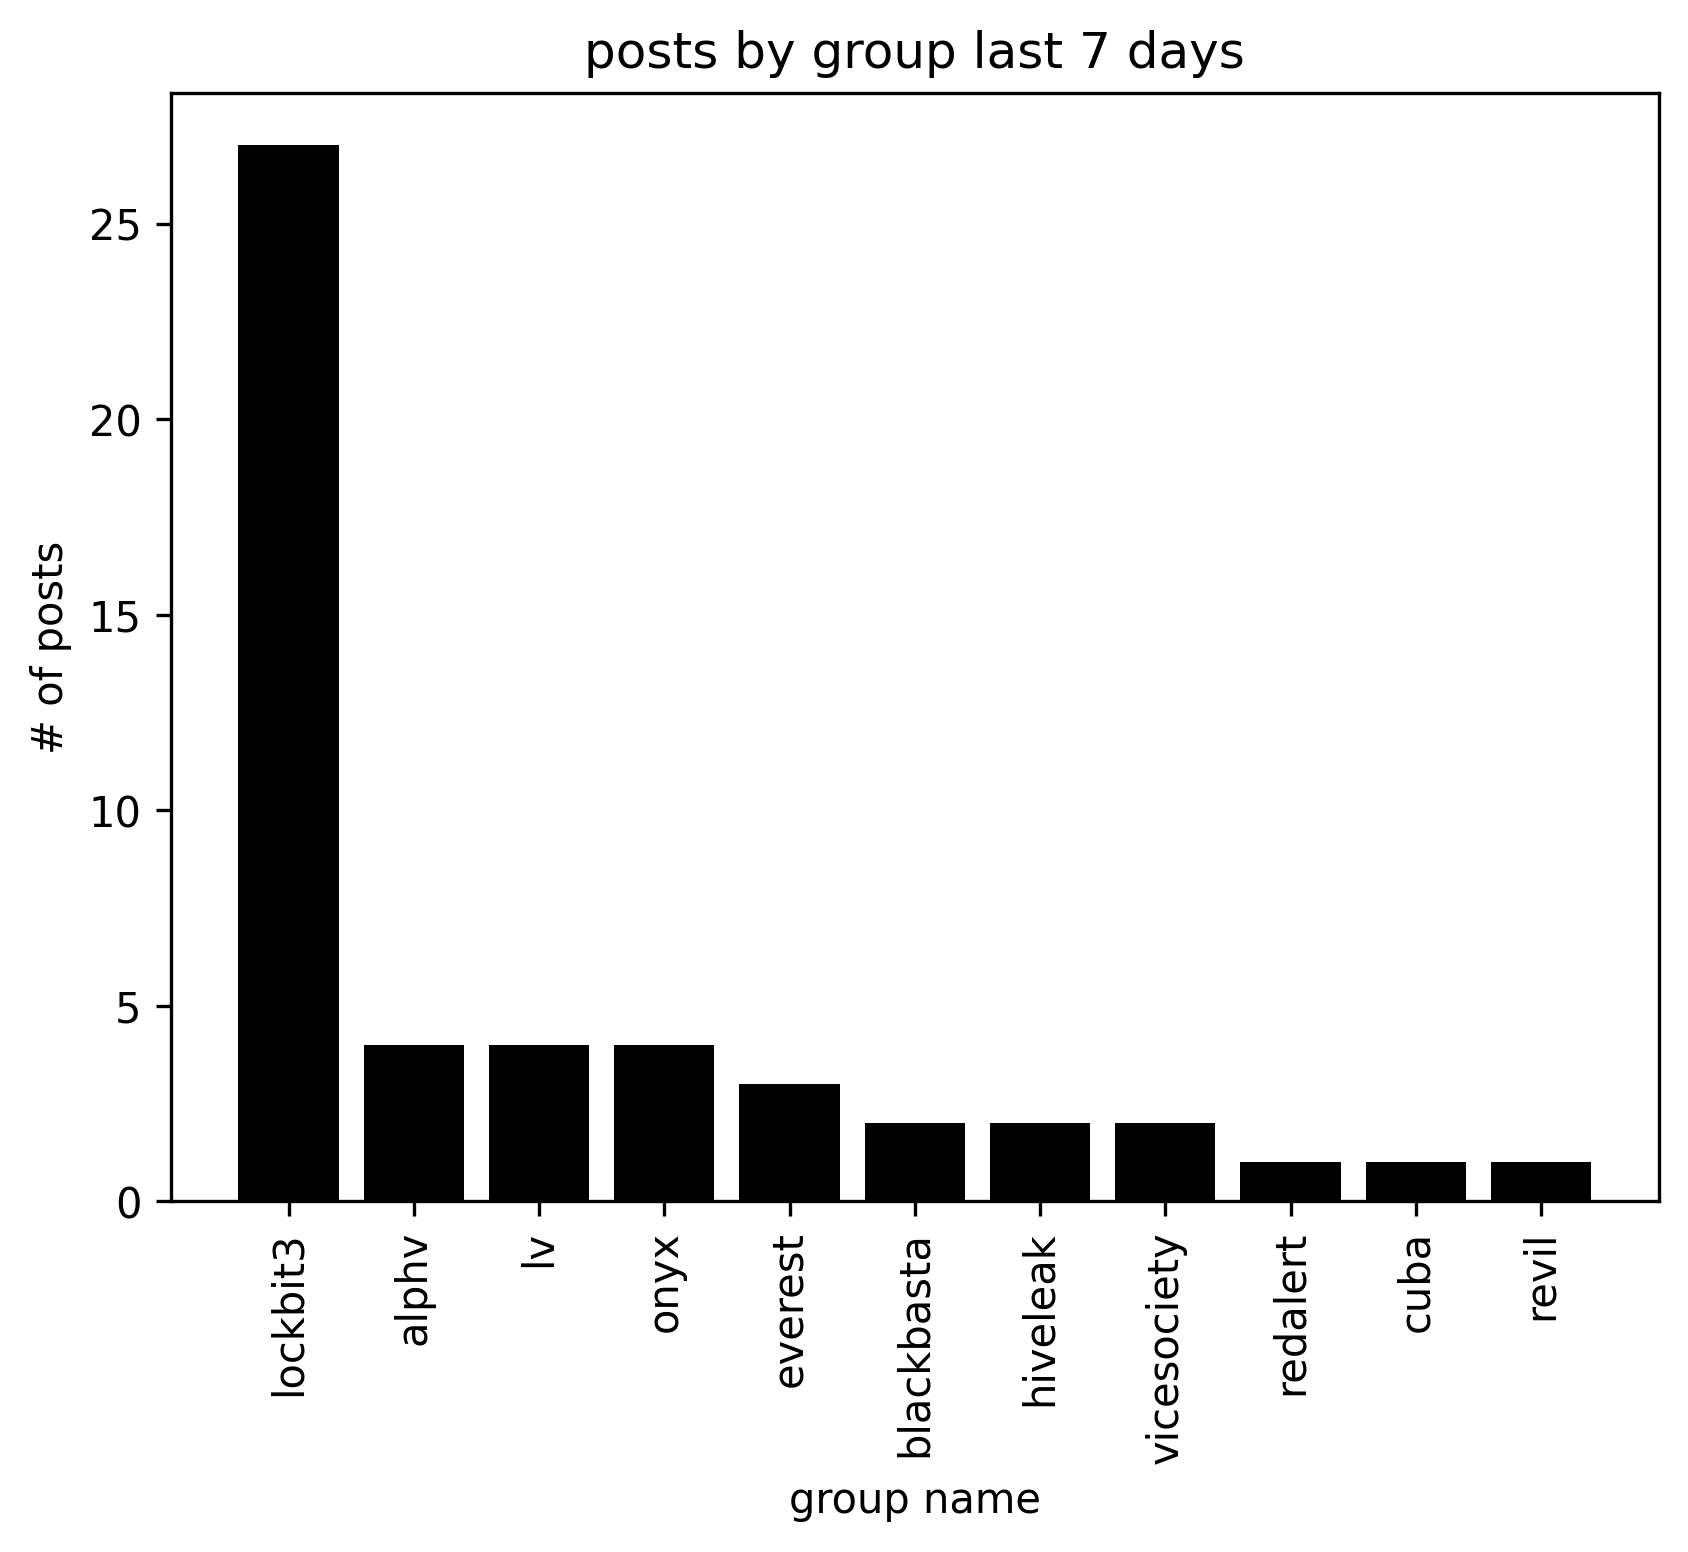 posts by group last 7 days
# of posts
25
20
15
10
5
0
lockbit3
alphv
lv
onyx
everest
blackbasta
hiveleak
vicesociety
redalert
cuba
revil
group name